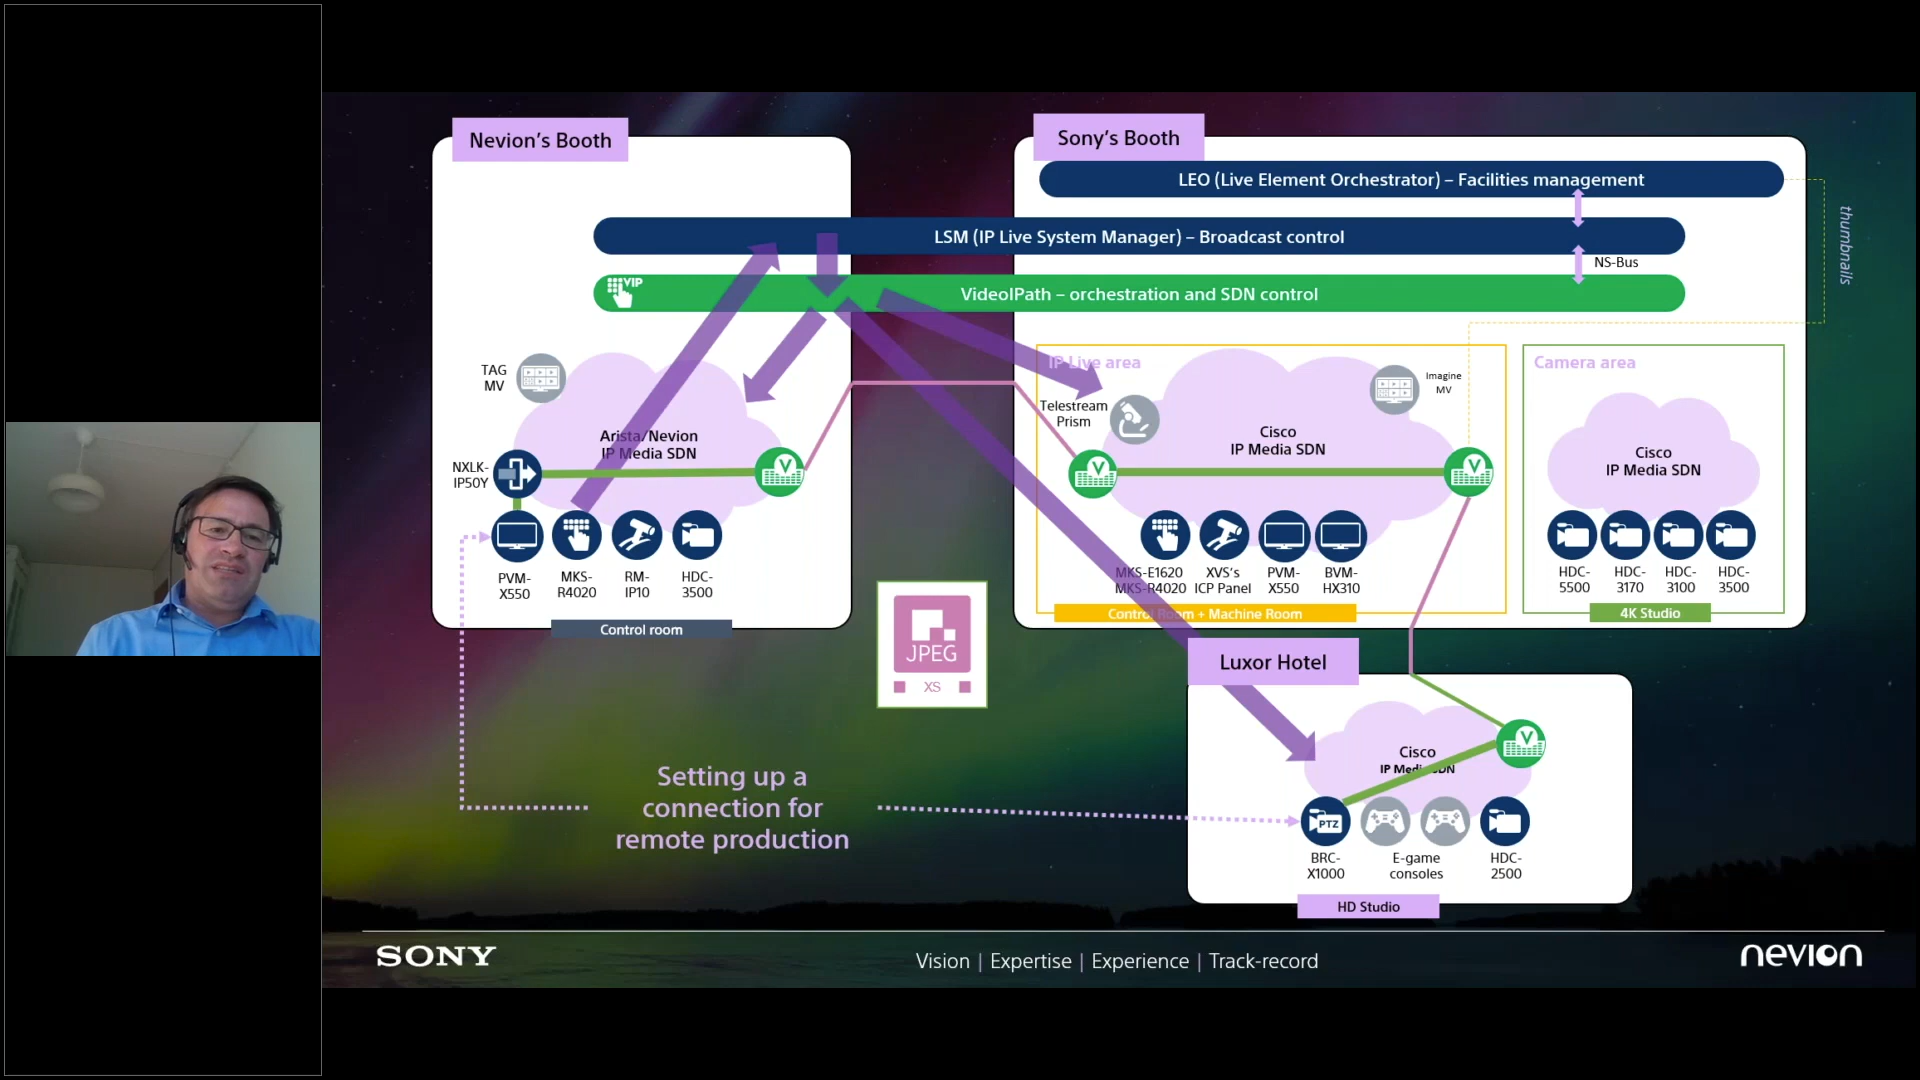 Nevion's Booth
Sony's Booth
LEO (Live Element Orchestrator) – Facilities management
LSM (IP Live System Manager) – Broadcast control
NS-Bus
thumbnails
VIP
VideoIPath – orchestration and SDN control
TAG
MV
Arista/Nevion
IP Media SDN
NXLK-
IP50Y
V
PVM-
X550
MKS-
R4020
RM-
IP10
HDC-
3500
Control room
IP Live area
Telestream
Prism
Imagine
MV
Cisco
IP Media SDN
V
V
MKS-E1620
MKS-R4020
XVS's
ICP Panel
PVM-
X550
BVM-
HX310
Control Room + Machine Room
Camera area
Cisco
IP Media SDN
HDC-
5500
HDC-
3170
HDC-
3100
HDC-
3500
4K Studio
JPEG
XS
Luxor Hotel
Cisco
IP Media SDN
V
PTZ
BRC-
X1000
E-game
consoles
HDC-
2500
HD Studio
Setting up a
connection for
remote production
SONY
Vision | Expertise | Experience | Track-record
nevion